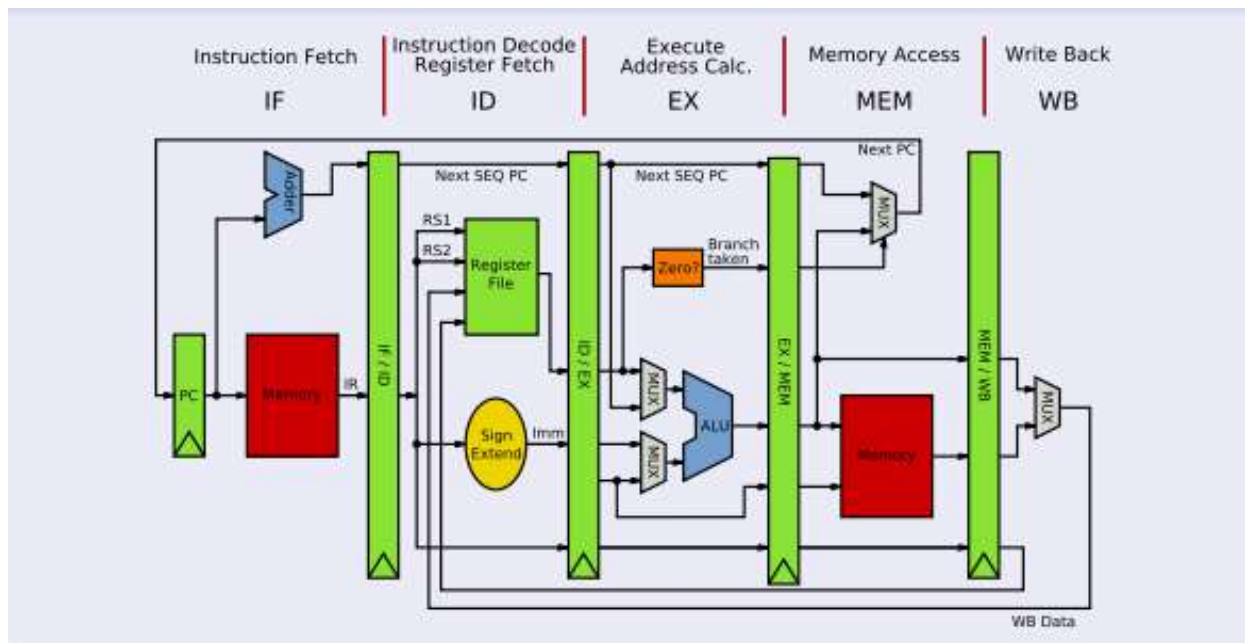 Instruction Fetch
IF
Instruction Decode
Register Fetch
ID
Execute
Address Calc.
EX
Memory Access
MEM
Write Back
WB
Next PC
Adder
Next SEQ PC
Next SEQ PC
MUX
RS1
RS2
Register
File
Branch
taken
Zero?
PC
Memory
IR
IF / ID
ID / EX
EX / MEM
MEM / WB
MUX
ALU
MUX
Sign
Extend
Imm
Memory
MUX
WB Data